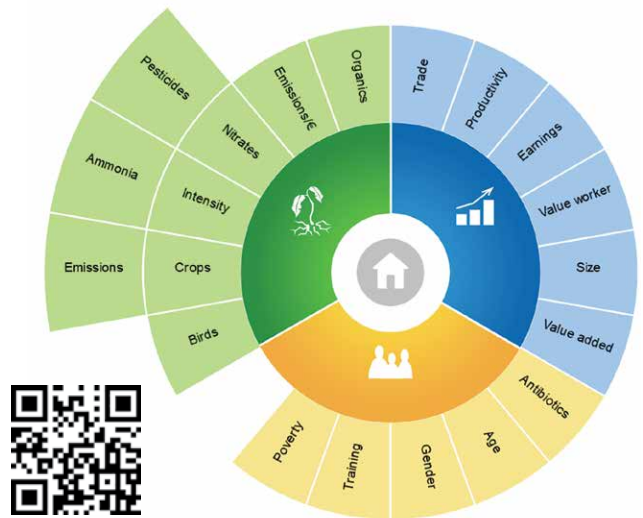 Pesticides
Ammonia
Emissions
Organics
Emissions/€
Nitrates
Intensity
Crops
Birds
Trade
Productivity
Earnings
Value worker
Size
Value added
Antibiotics
Age
Gender
Training
Poverty